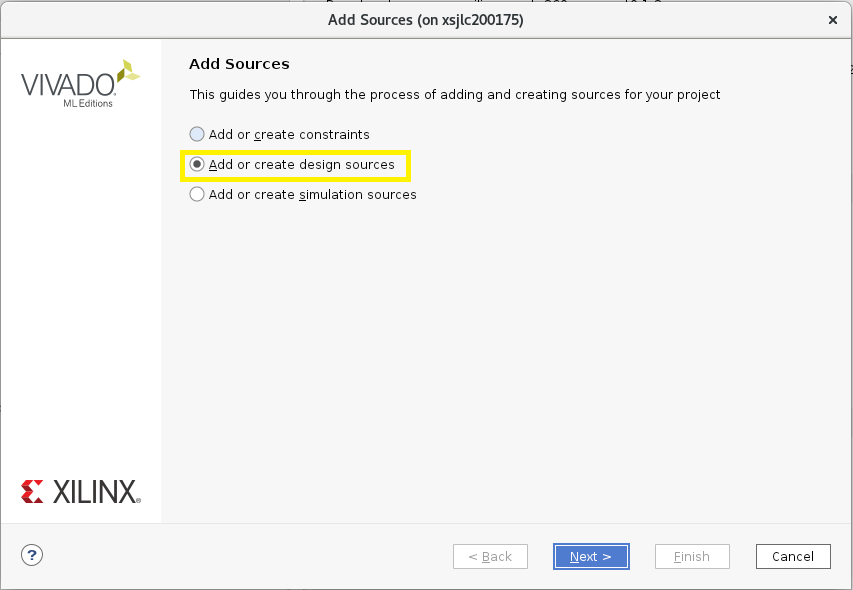 Add Sources (on xsjlc200175)
VIVADO
ML Editions
Add Sources
This guides you through the process of adding and creating sources for your project
Add or create constraints
Add or create design sources
Add or create simulation sources
XILINX
?
< Back
Next >
Finish
Cancel